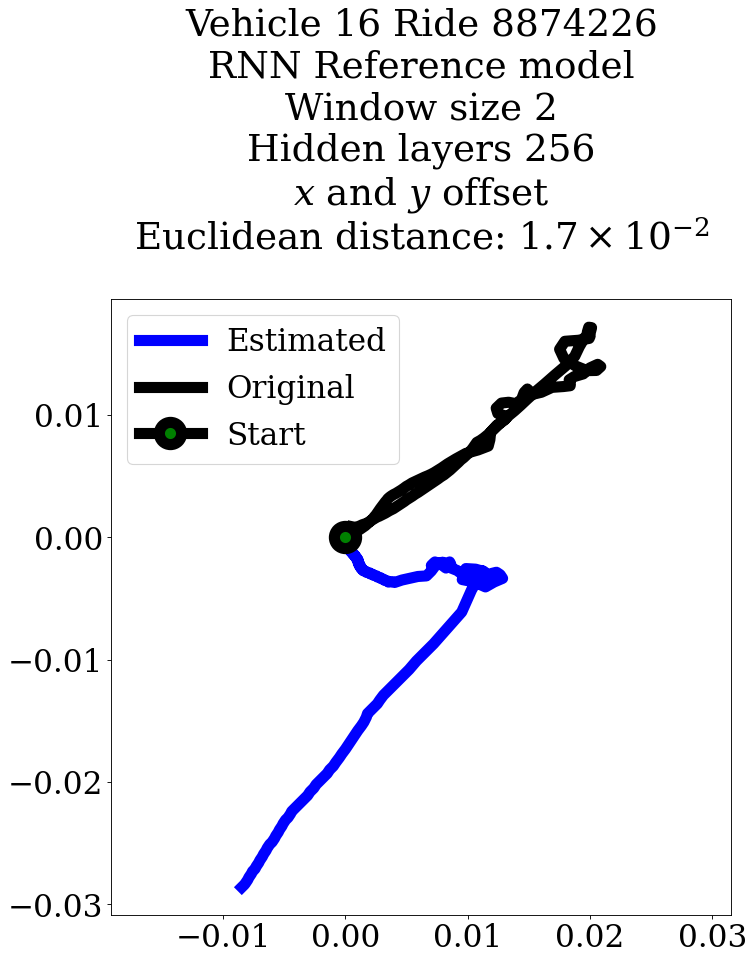 Vehicle 16 Ride 8874226
RNN Reference model
Window size 2
Hidden layers 256
x and y offset
Euclidean distance: 1.7 × 10⁻²
Estimated
Original
Start
0.01
0.00
−0.01
−0.02
−0.03
−0.01 0.00 0.01 0.02 0.03